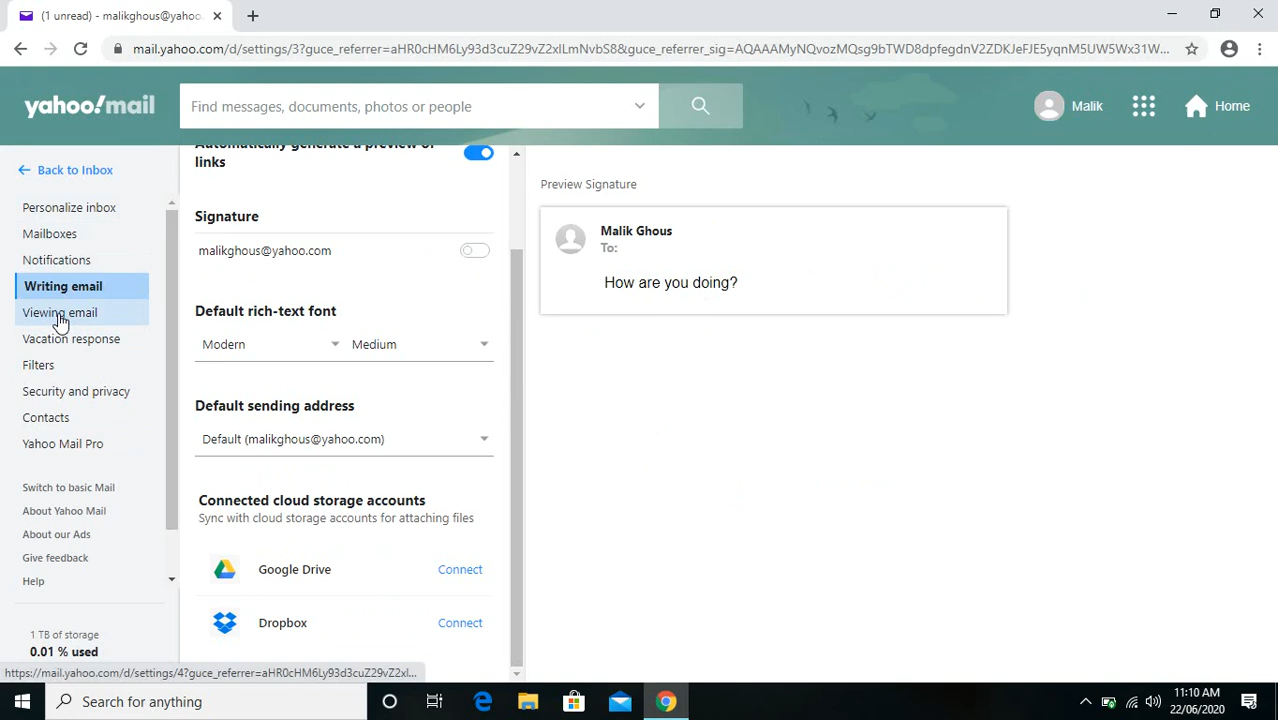 (1 unread) - malikghous@yahoo.
mail.yahoo.com/d/settings/3?guce_referrer=aHR0cHM6Ly93d3cuZ29vZ2xlLmNvbS8&guce_referrer_sig=AQAAAMyNQvozMQsg9bTWD8dpfegdnV2ZDKJeFJE5yqnM5UW5Wx31W...
yahoo!mail
Find messages, documents, photos or people
Malik
Home
Back to Inbox
Personalize inbox
Mailboxes
Notifications
Writing email
Viewing email
Vacation response
Filters
Security and privacy
Contacts
Yahoo Mail Pro
Switch to basic Mail
About Yahoo Mail
About our Ads
Give feedback
Help
1 TB of storage
0.01 % used
Automatically generate a preview of
links
Signature
malikghous@yahoo.com
Default rich-text font
Modern Medium
Default sending address
Default (malikghous@yahoo.com)
Connected cloud storage accounts
Sync with cloud storage accounts for attaching files
Google Drive Connect
Dropbox Connect
Preview Signature
Malik Ghous
To:
How are you doing?
https://mail.yahoo.com/d/settings/4?guce_referrer=aHR0cHM6Ly93d3cuZ29vZ2xl...
Search for anything
11:10 AM
22/06/2020